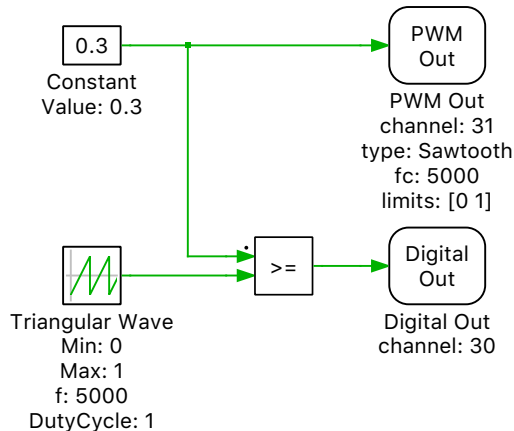 0.3
Constant
Value: 0.3
PWM
Out
PWM Out
channel: 31
type: Sawtooth
fc: 5000
limits: [0 1]
>=
Triangular Wave
Min: 0
Max: 1
f: 5000
DutyCycle: 1
Digital
Out
Digital Out
channel: 30